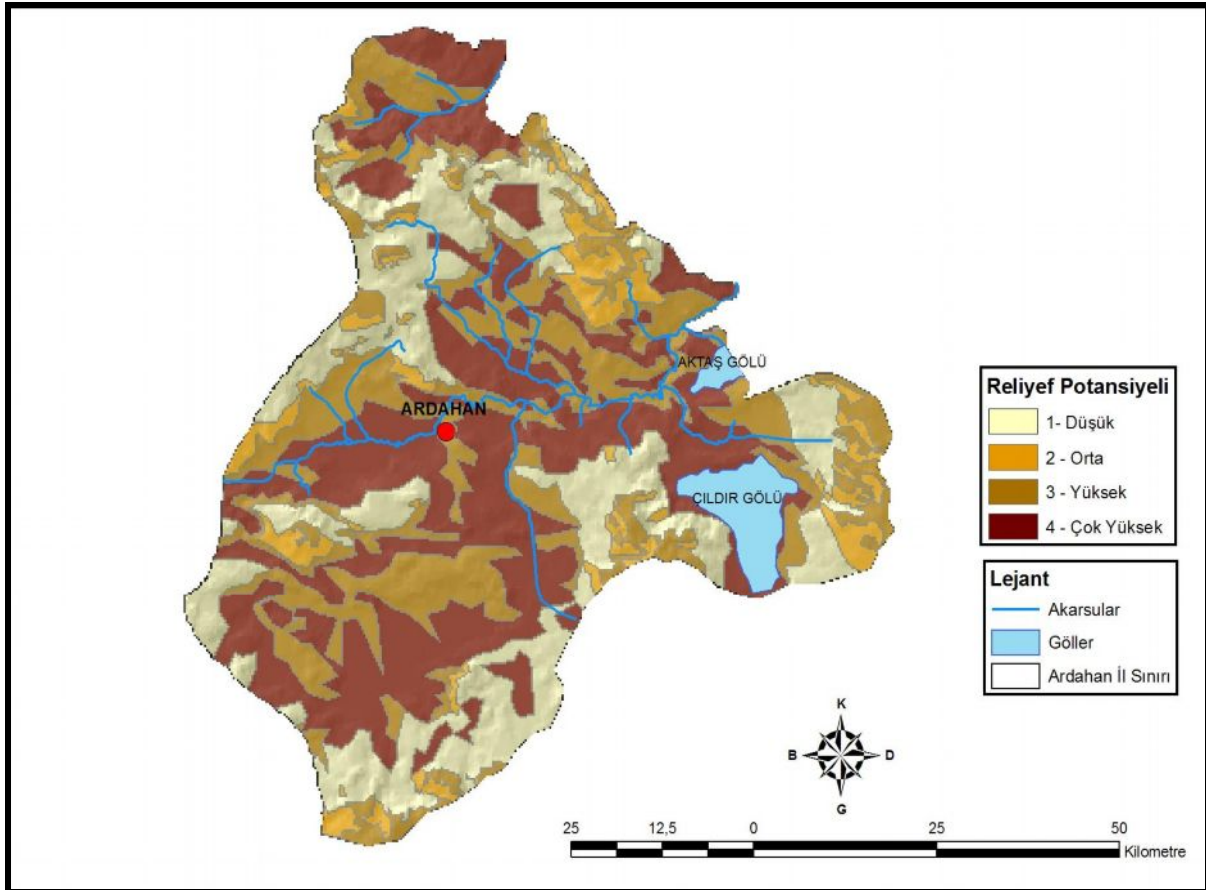 AKTAŞ GÖLÜ
ARDAHAN
ÇILDIR GÖLÜ
Reliyef Potansiyeli
1- Düşük
2 - Orta
3 - Yüksek
4 - Çok Yüksek
Lejant
Akarsular
Göller
Ardahan İl Sınırı
K
B
D
G
25
12,5
0
25
50
Kilometre